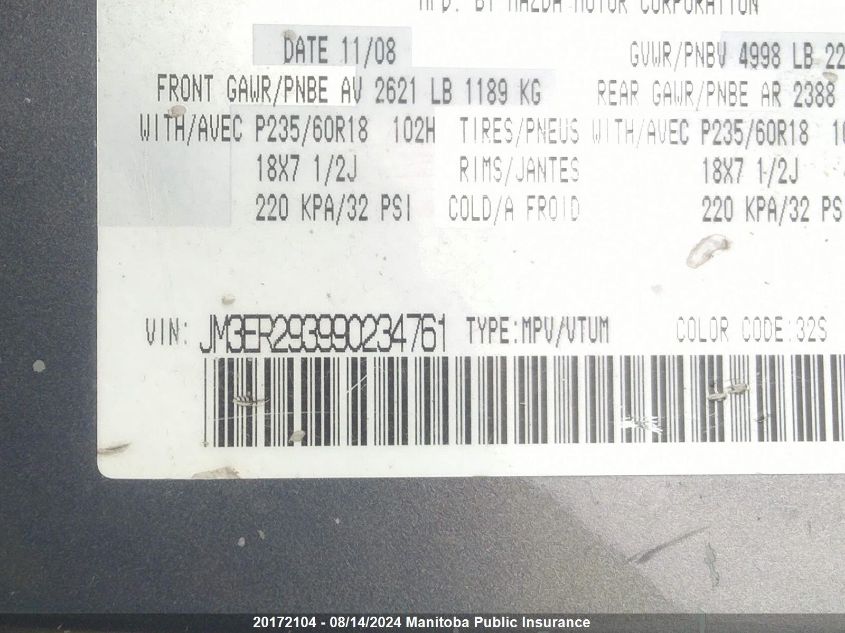 MFD. BY MAZDA MOTOR CORPORATION
DATE 11/08 GVWR/PNBV 4998 LB 22
FRONT GAWR/PNBE AV 2621 LB 1189 KG REAR GAWR/PNBE AR 2388
WITH/AVEC P235/60R18 102H TIRES/PNEUS WITH/AVEC P235/60R18 10
18X7 1/2J RIMS/JANTES 18X7 1/2J
220 KPA/32 PSI COLD/A FROID 220 KPA/32 PS
VIN: JM3ER293990234761 TYPE:MPV/VTUM COLOR CODE:32S
20172104 - 08/14/2024 Manitoba Public Insurance